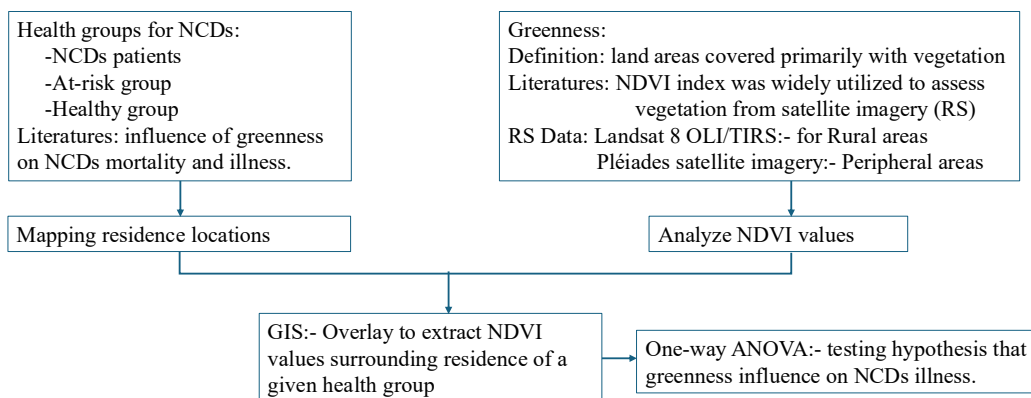 Health groups for NCDs:
-NCDs patients
-At-risk group
-Healthy group
Literatures: influence of greenness
on NCDs mortality and illness.
Greenness:
Definition: land areas covered primarily with vegetation
Literatures: NDVI index was widely utilized to assess
vegetation from satellite imagery (RS)
RS Data: Landsat 8 OLI/TIRS:- for Rural areas
Pléiades satellite imagery:- Peripheral areas
Mapping residence locations
Analyze NDVI values
GIS:- Overlay to extract NDVI
values surrounding residence of a
given health group
One-way ANOVA:- testing hypothesis that
greenness influence on NCDs illness.